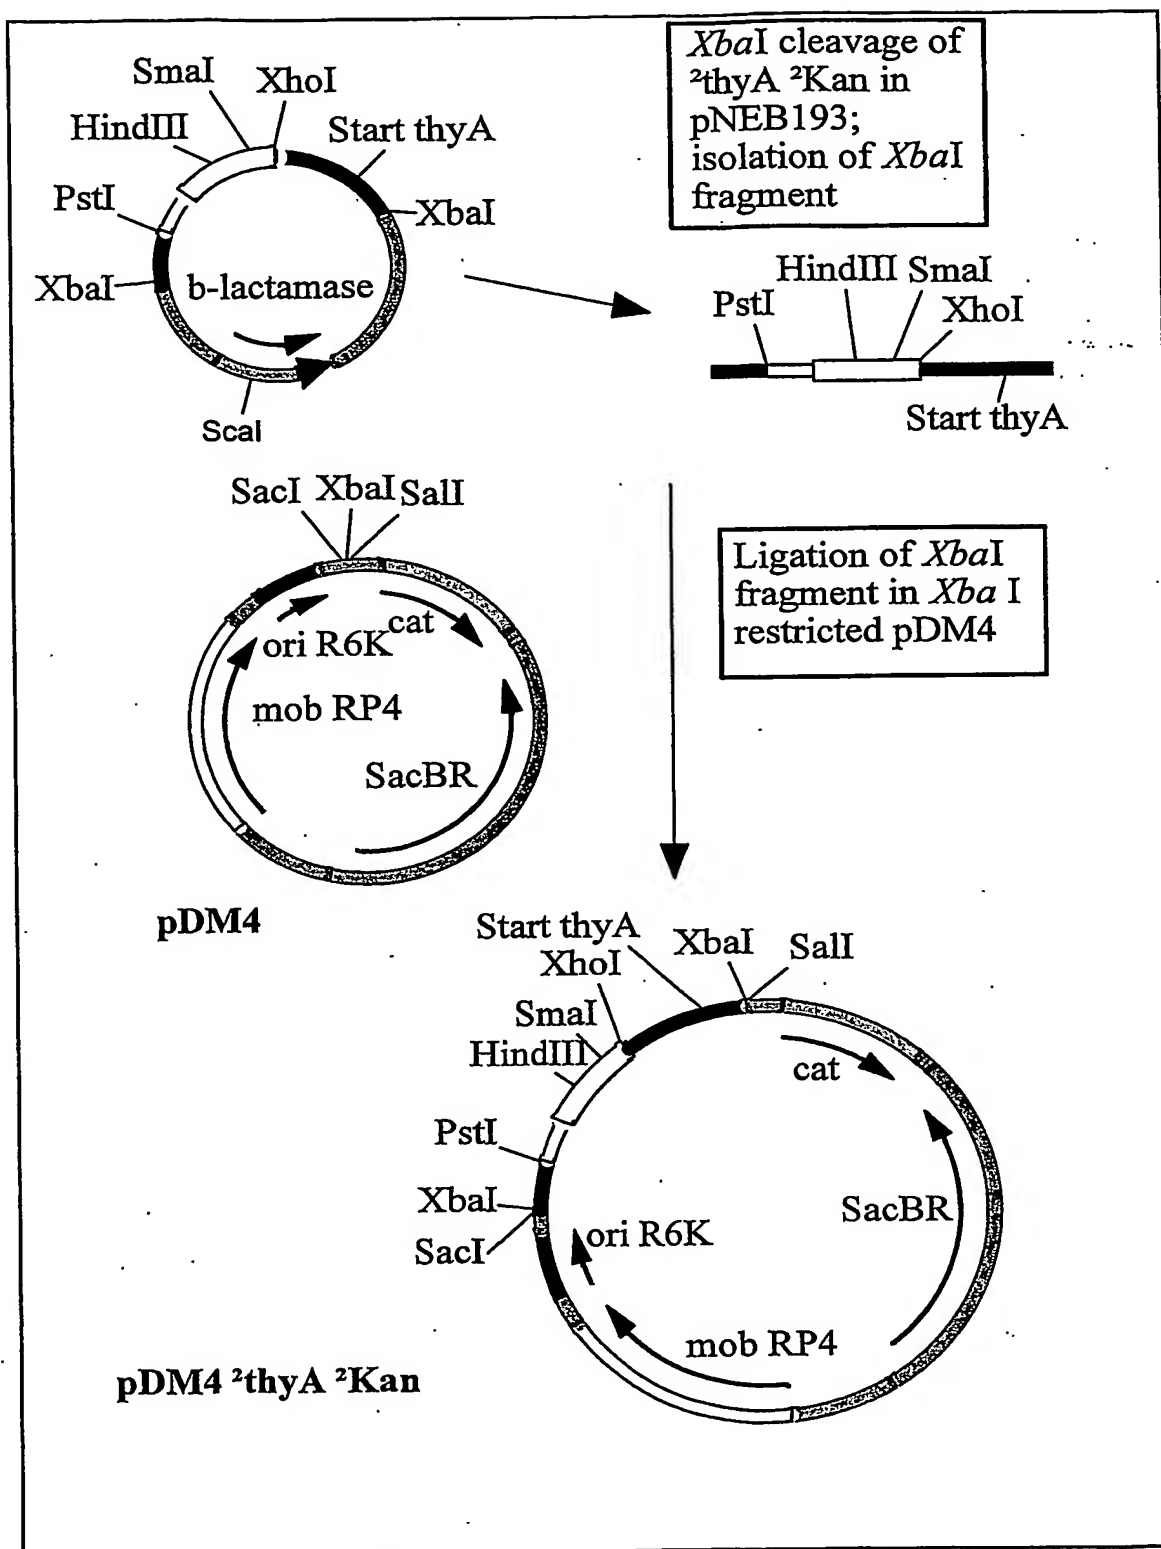 XbaI cleavage of
²thyA ²Kan in
pNEB193;
isolation of XbaI
fragment
SmaI
XhoI
HindIII
Start thyA
PstI
XbaI
XbaI
b-lactamase
ScaI
HindIII SmaI
PstI
XhoI
Start thyA
SacI XbaI SalI
ori R6K
cat
mob RP4
SacBR
pDM4
Ligation of XbaI
fragment in Xba I
restricted pDM4
Start thyA
XbaI
SalI
XhoI
SmaI
HindIII
cat
PstI
XbaI
SacBR
SacI
ori R6K
mob RP4
pDM4 ²thyA ²Kan